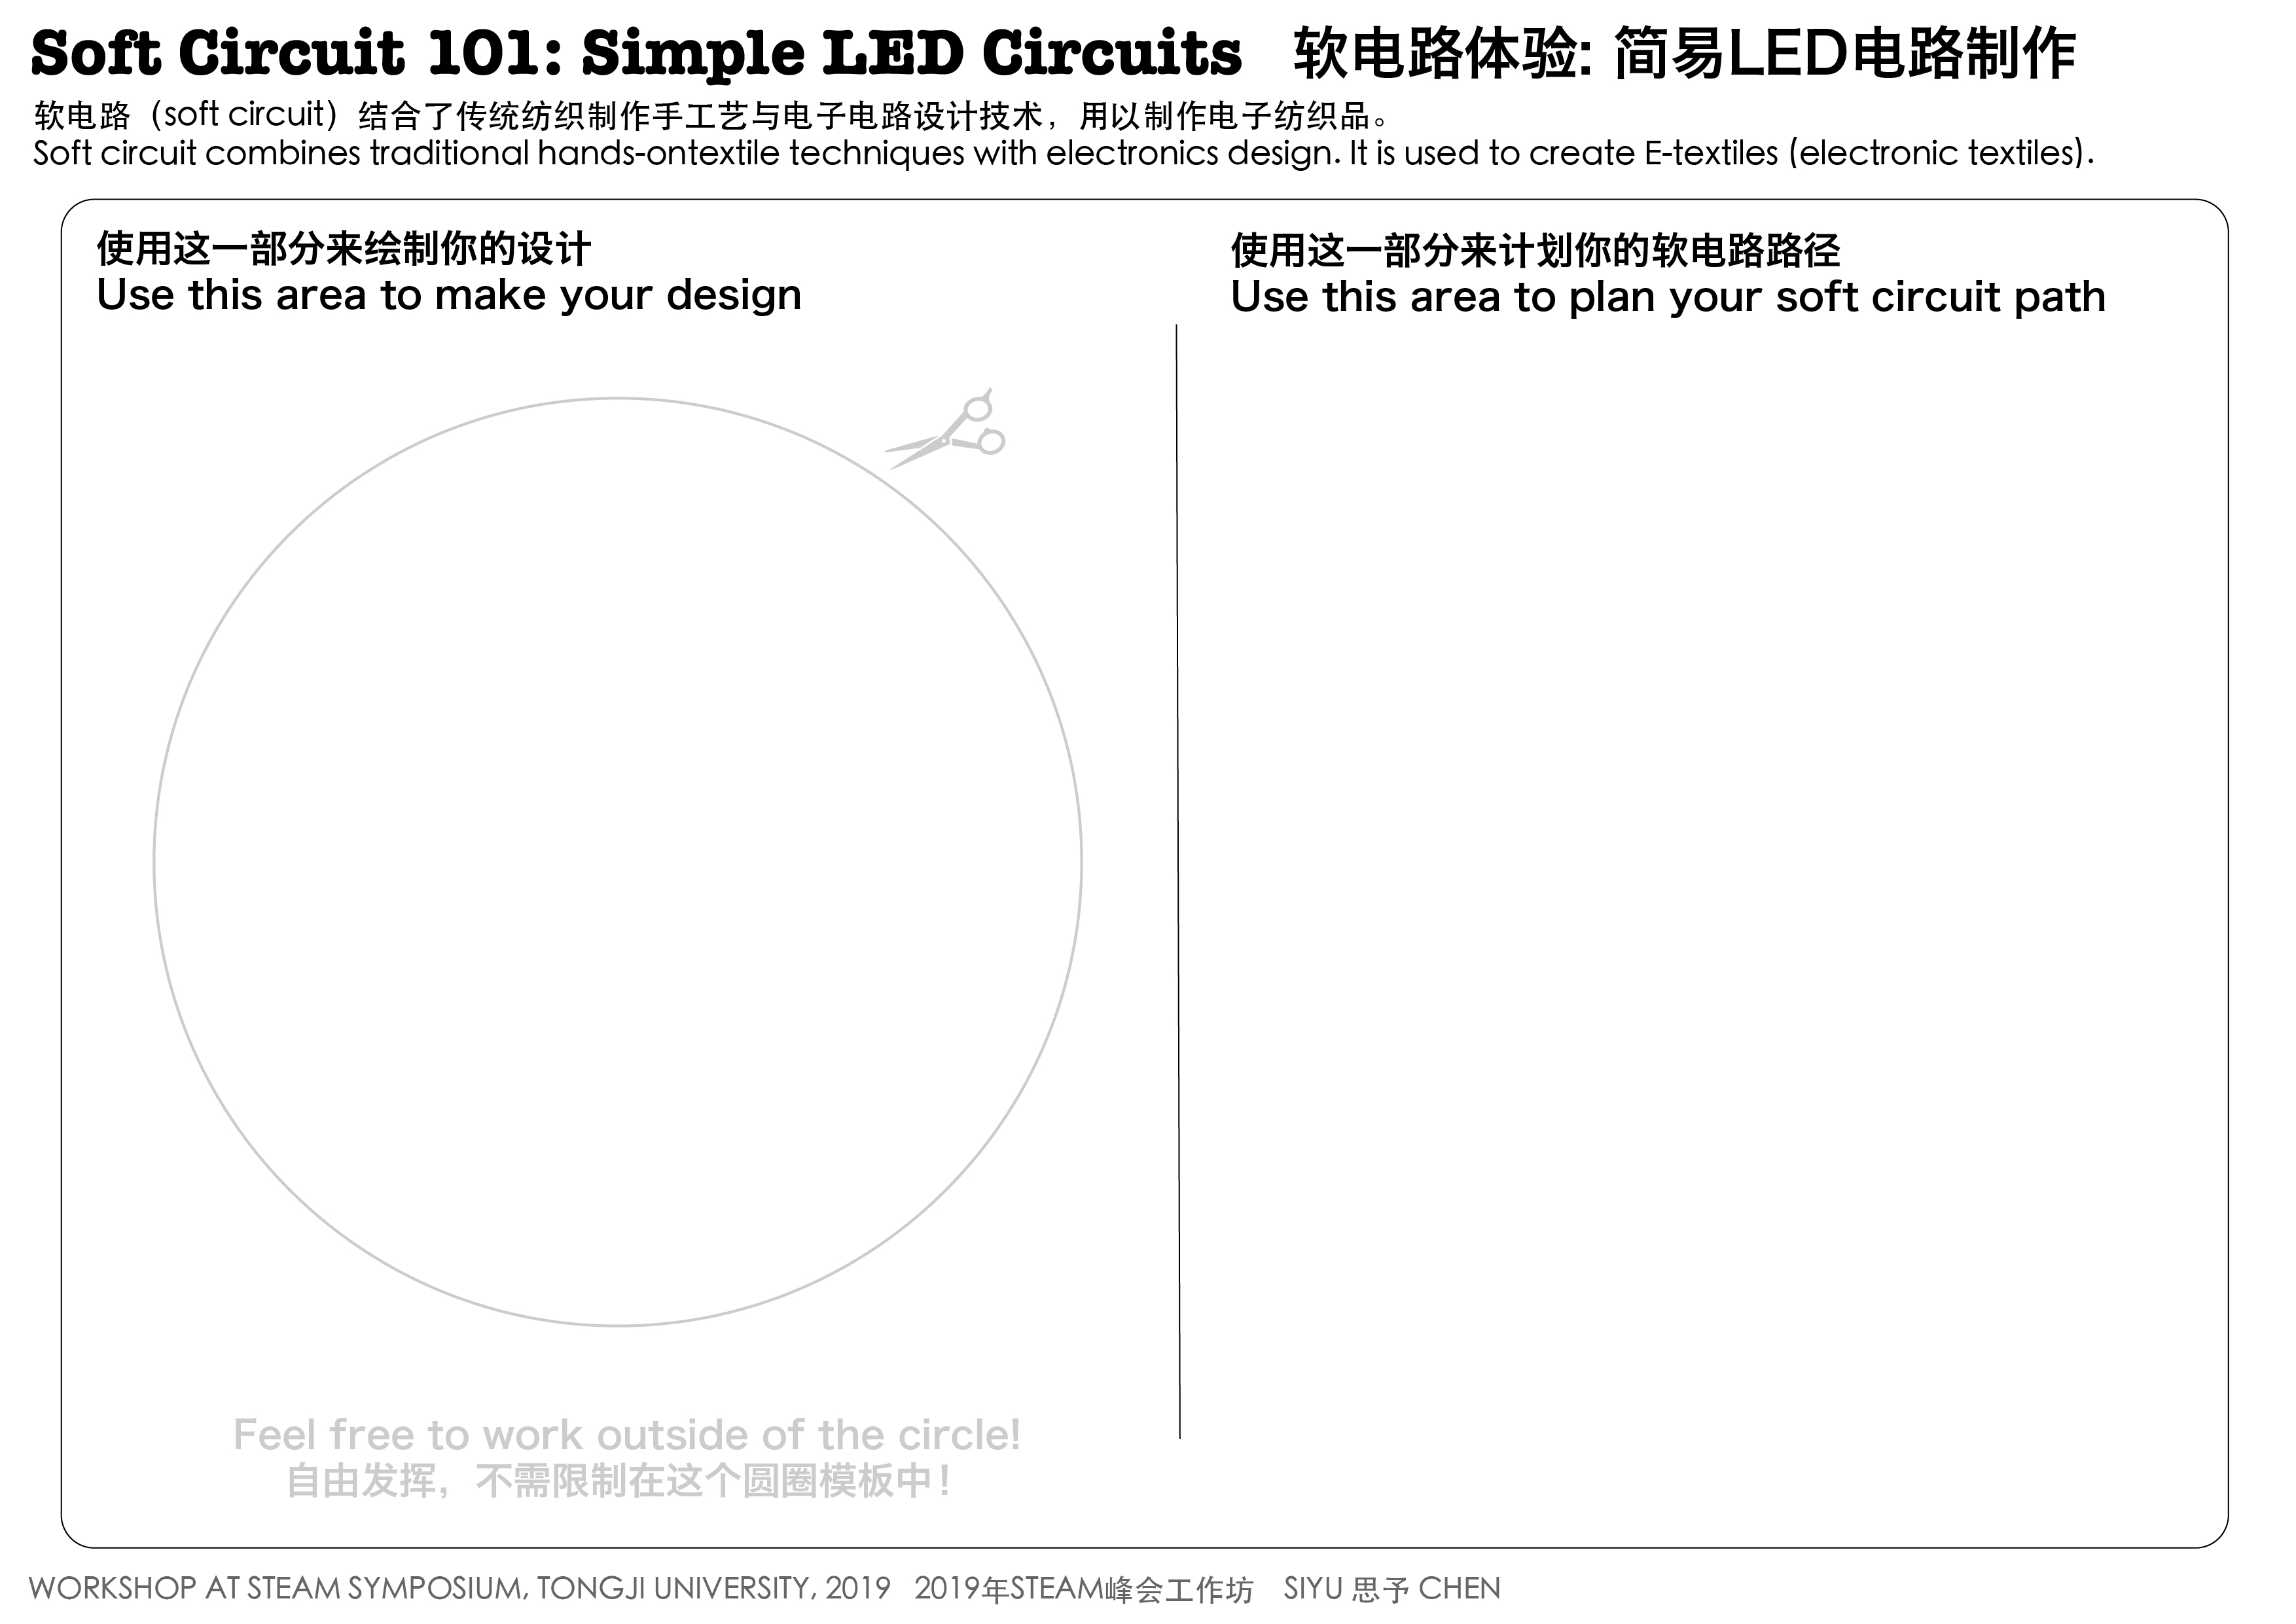 Soft Circuit 101: Simple LED Circuits 软电路体验: 简易LED电路制作
软电路（soft circuit）结合了传统纺织制作手工艺与电子电路设计技术，用以制作电子纺织品。
Soft circuit combines traditional hands-ontextile techniques with electronics design. It is used to create E-textiles (electronic textiles).
使用这一部分来绘制你的设计
Use this area to make your design
使用这一部分来计划你的软电路路径
Use this area to plan your soft circuit path
Feel free to work outside of the circle!
自由发挥，不需限制在这个圆圈模板中！
WORKSHOP AT STEAM SYMPOSIUM, TONGJI UNIVERSITY, 2019 2019年STEAM峰会工作坊 SIYU 思予 CHEN